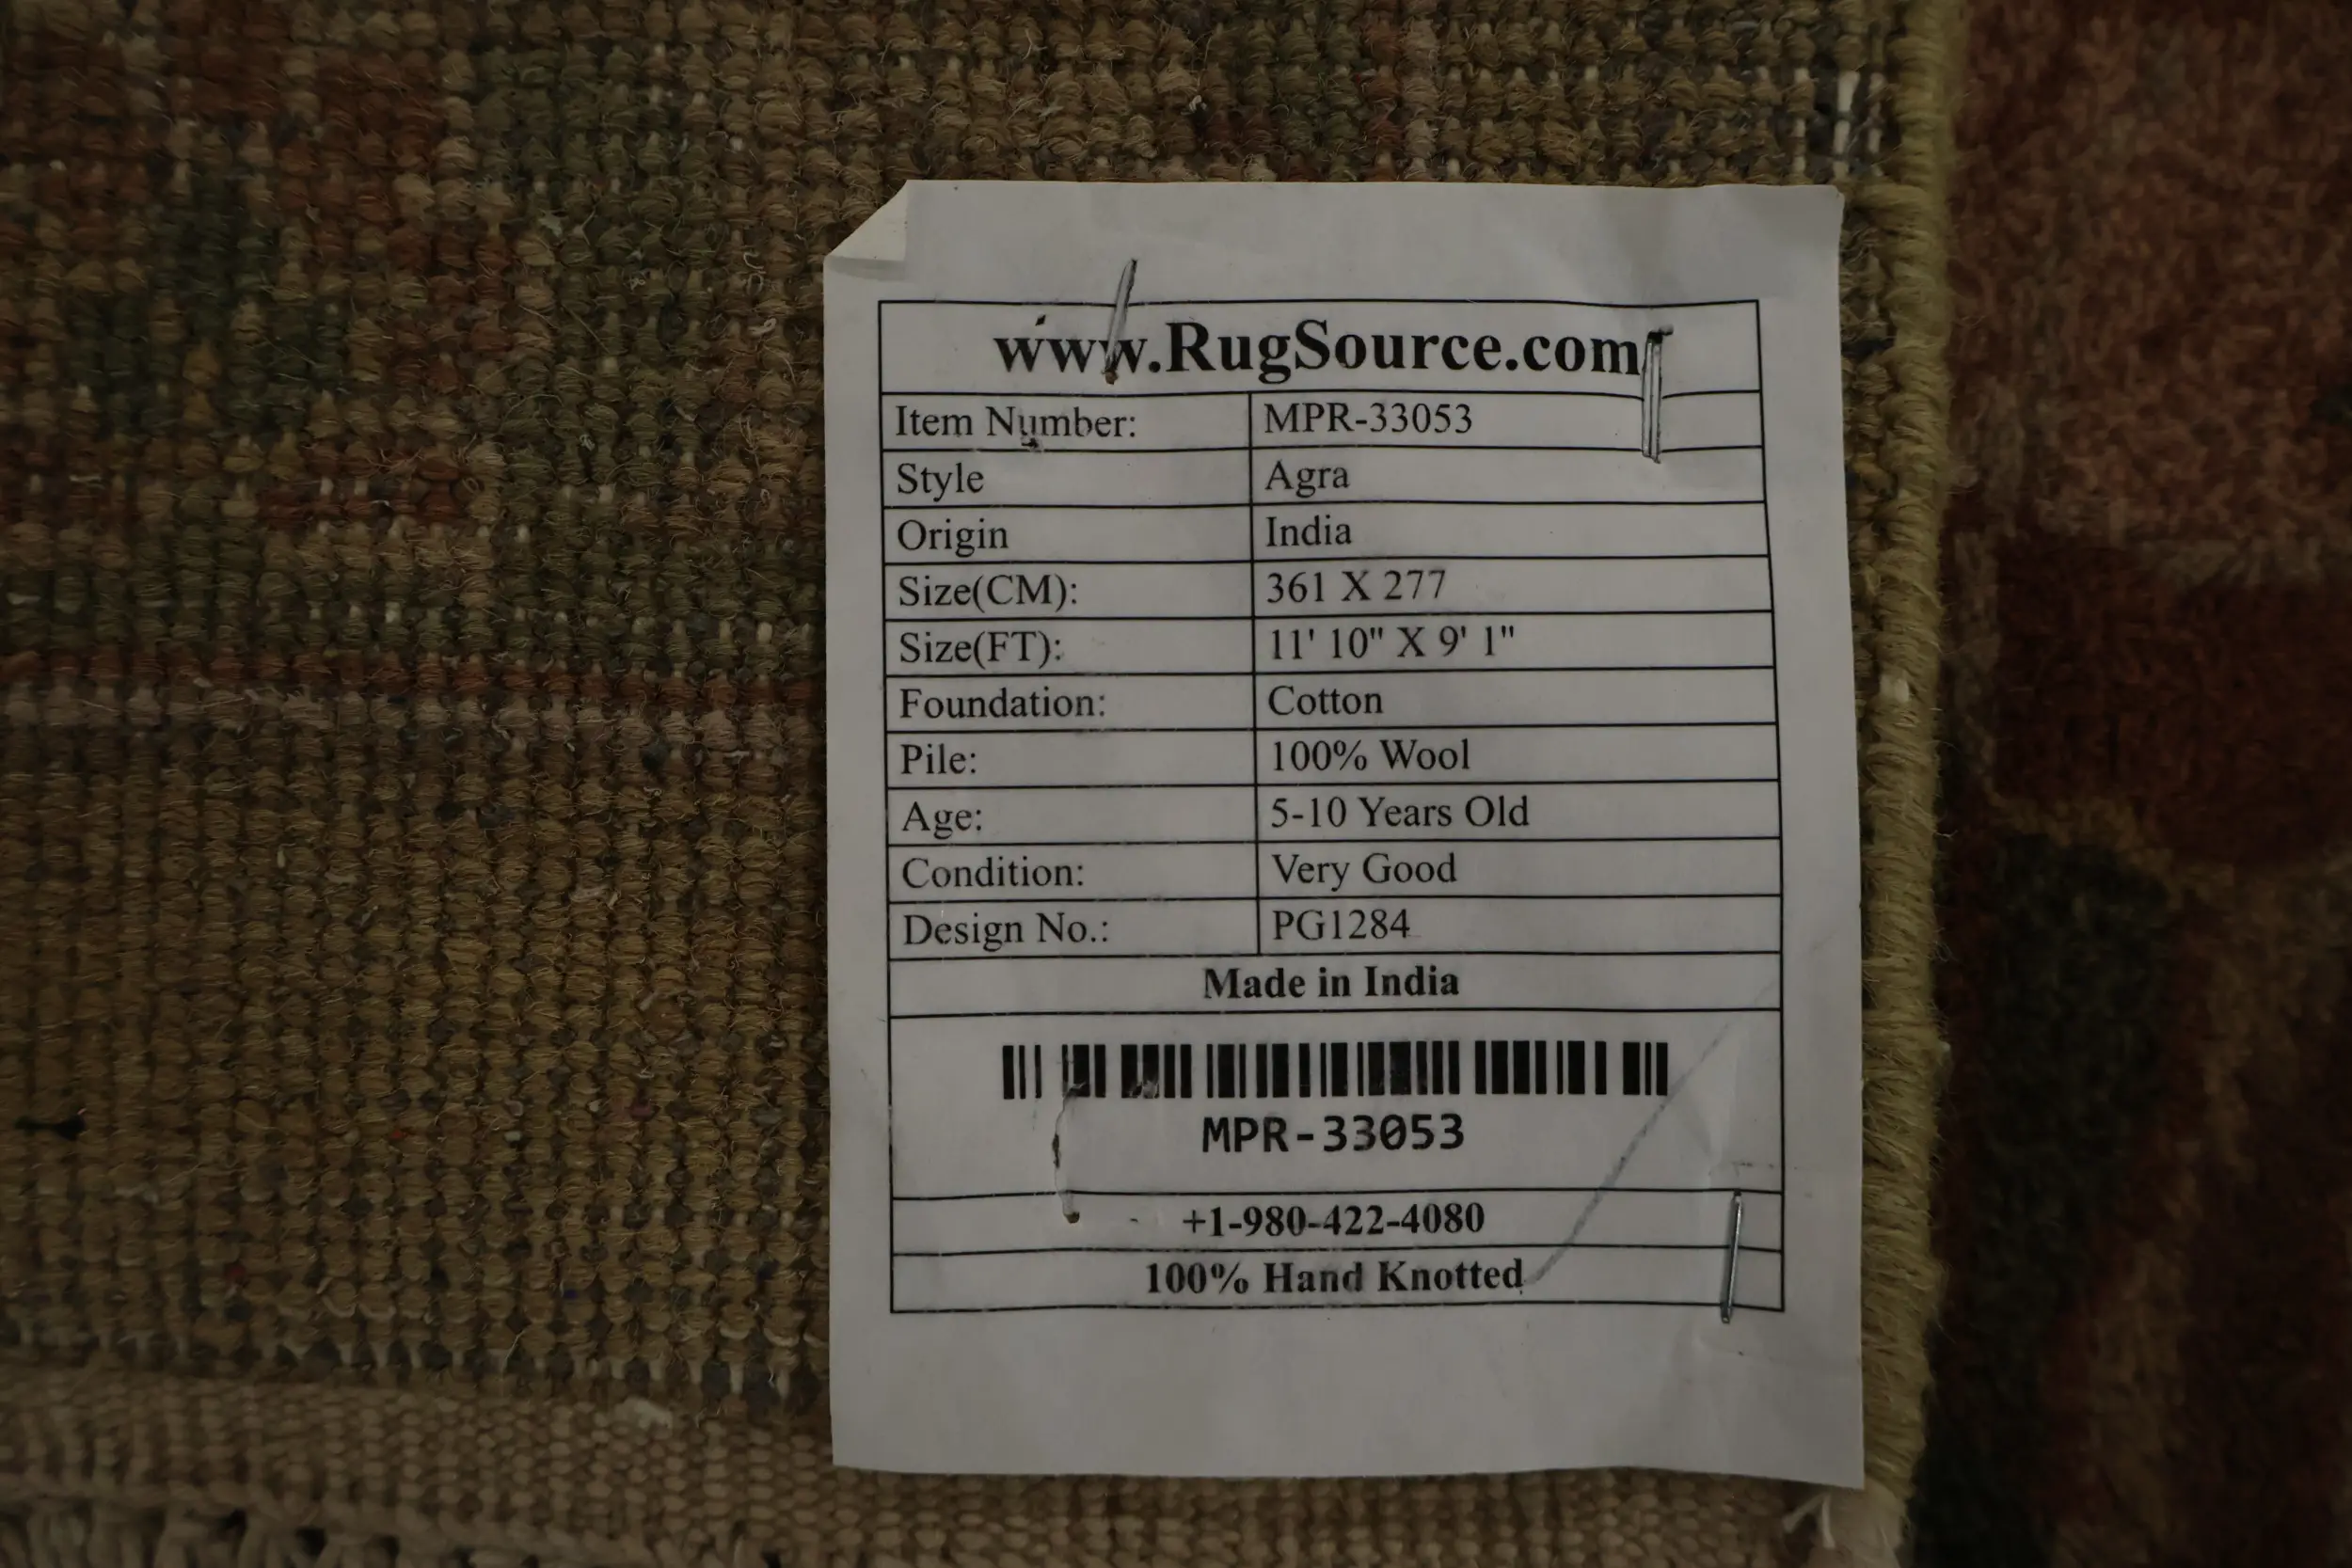 www.RugSource.com
Item Number: MPR-33053
Style Agra
Origin India
Size(CM): 361 X 277
Size(FT): 11' 10" X 9' 1"
Foundation: Cotton
Pile: 100% Wool
Age: 5-10 Years Old
Condition: Very Good
Design No.: PG1284
Made in India
MPR-33053
+1-980-422-4080
100% Hand Knotted